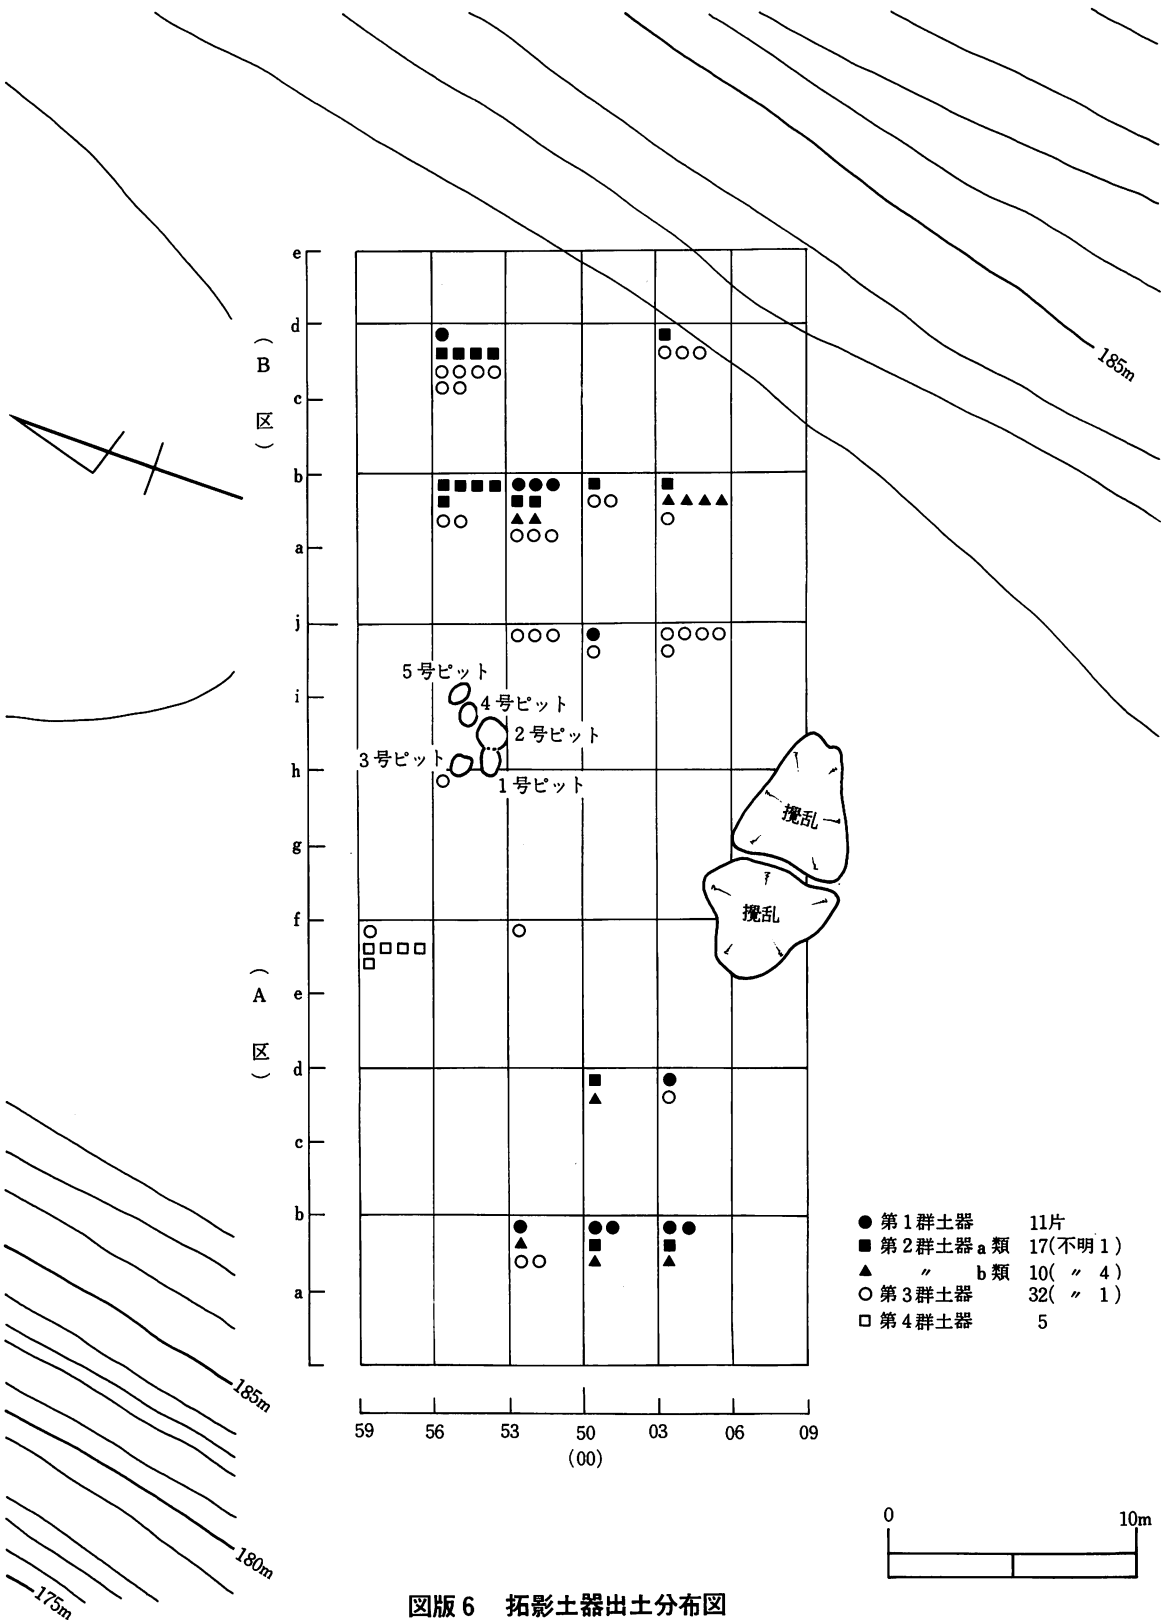 185m
e
d
(B区)
c
b
a
j
5号ピット
i
4号ピット
2号ピット
3号ピット
h
1号ピット
攪乱
g
攪乱
f
(A区)
e
d
c
b
a
● 第1群土器 11片
■ 第2群土器a類 17(不明1)
▲ 〃 b類 10(〃 4)
○ 第3群土器 32(〃 1)
□ 第4群土器 5
185m
59 56 53 50 03 06 09
(00)
0 10m
180m
175m
図版6 拓影土器出土分布図